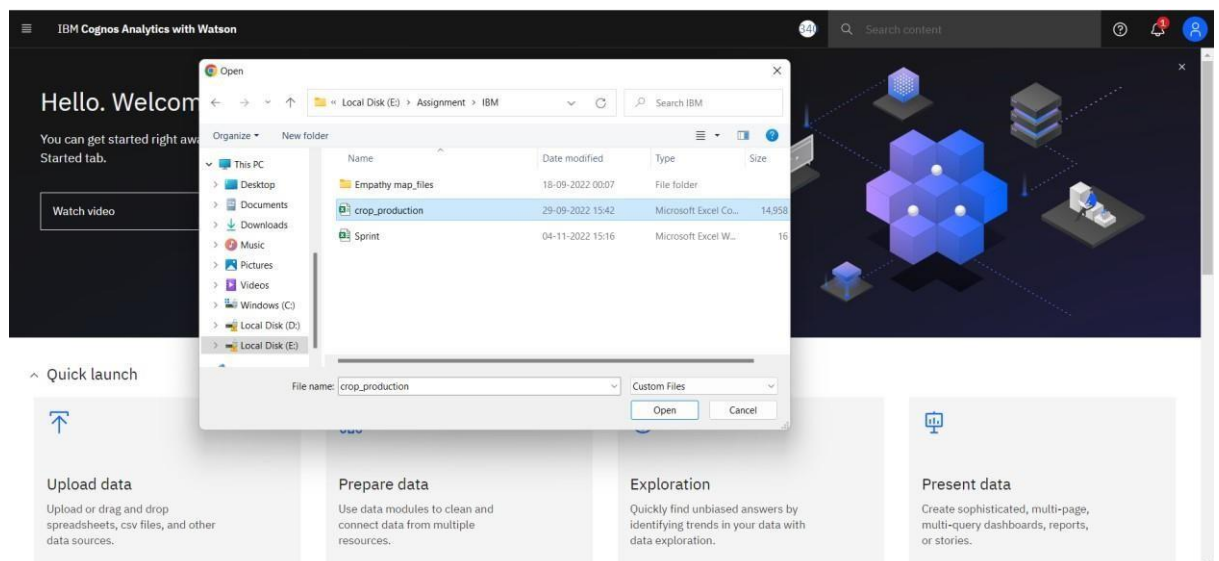 IBM Cognos Analytics with Watson
Search content
1
Open
Local Disk (E:) › Assignment › IBM
Search IBM
Organize
New folder
This PC
Desktop
Documents
Downloads
Music
Pictures
Videos
Windows (C:)
Local Disk (D:)
Local Disk (E:)
Name Date modified Type Size
Empathy map_files 18-09-2022 00:07 File folder
crop_production 29-09-2022 15:42 Microsoft Excel Co... 14,958
Sprint 04-11-2022 15:16 Microsoft Excel W... 16
File name: crop_production
Custom Files
Open Cancel
Hello. Welcom
You can get started right
Started tab.
Watch video
Quick launch
Upload data
Upload or drag and drop
spreadsheets, csv files, and other
data sources.
Prepare data
Use data modules to clean and
connect data from multiple
resources.
Exploration
Quickly find unbiased answers by
identifying trends in your data with
data exploration.
Present data
Create sophisticated, multi-page,
multi-query dashboards, reports,
or stories.